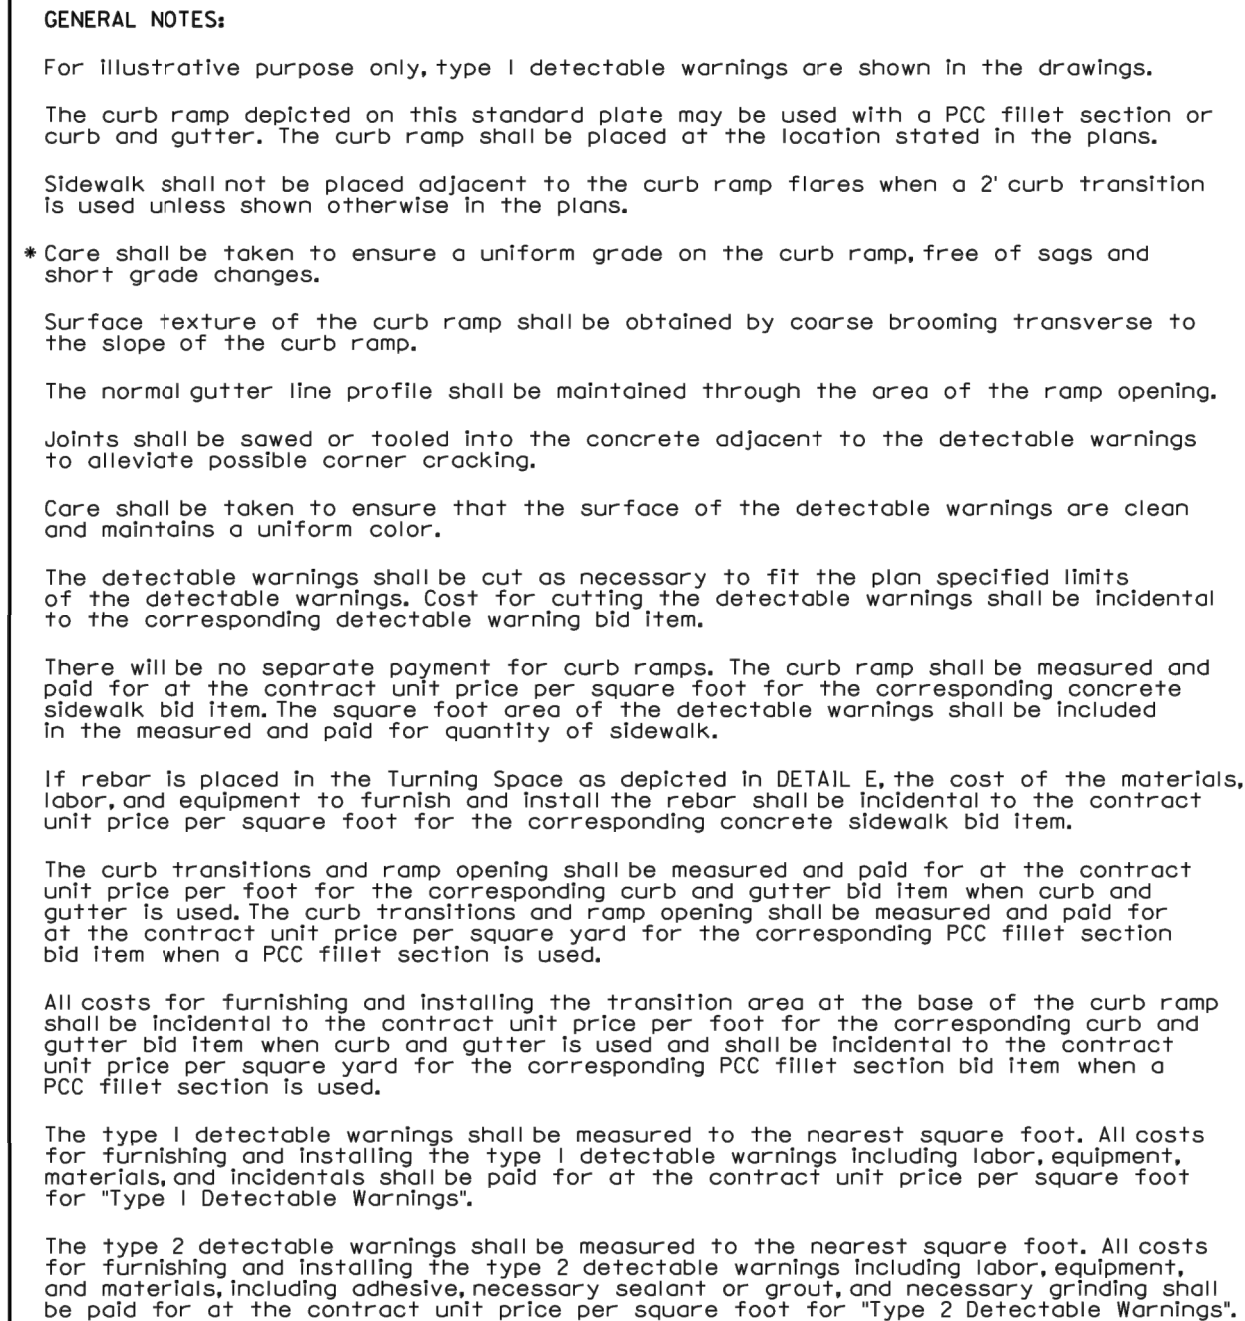 GENERAL NOTES:
For illustrative purpose only, type 1 detectable warnings are shown in the drawings.
The curb ramp depicted on this standard plate may be used with a PCC fillet section or
curb and gutter. The curb ramp shall be placed at the location stated in the plans.
Sidewalk shall not be placed adjacent to the curb ramp flares when a 2' curb transition
is used unless shown otherwise in the plans.
* Care shall be taken to ensure a uniform grade on the curb ramp, free of sags and
short grade changes.
Surface texture of the curb ramp shall be obtained by coarse brooming transverse to
the slope of the curb ramp.
The normal gutter line profile shall be maintained through the area of the ramp opening.
Joints shall be sawed or tooled into the concrete adjacent to the detectable warnings
to alleviate possible corner cracking.
Care shall be taken to ensure that the surface of the detectable warnings are clean
and maintains a uniform color.
The detectable warnings shall be cut as necessary to fit the plan specified limits
of the detectable warnings. Cost for cutting the detectable warnings shall be incidental
to the corresponding detectable warning bid item.
There will be no separate payment for curb ramps. The curb ramp shall be measured and
paid for at the contract unit price per square foot for the corresponding concrete
sidewalk bid item. The square foot area of the detectable warnings shall be included
in the measured and paid for quantity of sidewalk.
If rebar is placed in the Turning Space as depicted in DETAIL E, the cost of the materials,
labor, and equipment to furnish and install the rebar shall be incidental to the contract
unit price per square foot for the corresponding concrete sidewalk bid item.
The curb transitions and ramp opening shall be measured and paid for at the contract
unit price per foot for the corresponding curb and gutter bid item when curb and
gutter is used. The curb transitions and ramp opening shall be measured and paid for
at the contract unit price per square yard for the corresponding PCC fillet section
bid item when a PCC fillet section is used.
All costs for furnishing and installing the transition area at the base of the curb ramp
shall be incidental to the contract unit price per foot for the corresponding curb and
gutter bid item when curb and gutter is used and shall be incidental to the contract
unit price per square yard for the corresponding PCC fillet section bid item when a
PCC fillet section is used.
The type 1 detectable warnings shall be measured to the nearest square foot. All costs
for furnishing and installing the type 1 detectable warnings including labor, equipment,
materials, and incidentals shall be paid for at the contract unit price per square foot
for "Type 1 Detectable Warnings".
The type 2 detectable warnings shall be measured to the nearest square foot. All costs
for furnishing and installing the type 2 detectable warnings including labor, equipment,
and materials, including adhesive, necessary sealant or grout, and necessary grinding shall
be paid for at the contract unit price per square foot for "Type 2 Detectable Warnings".